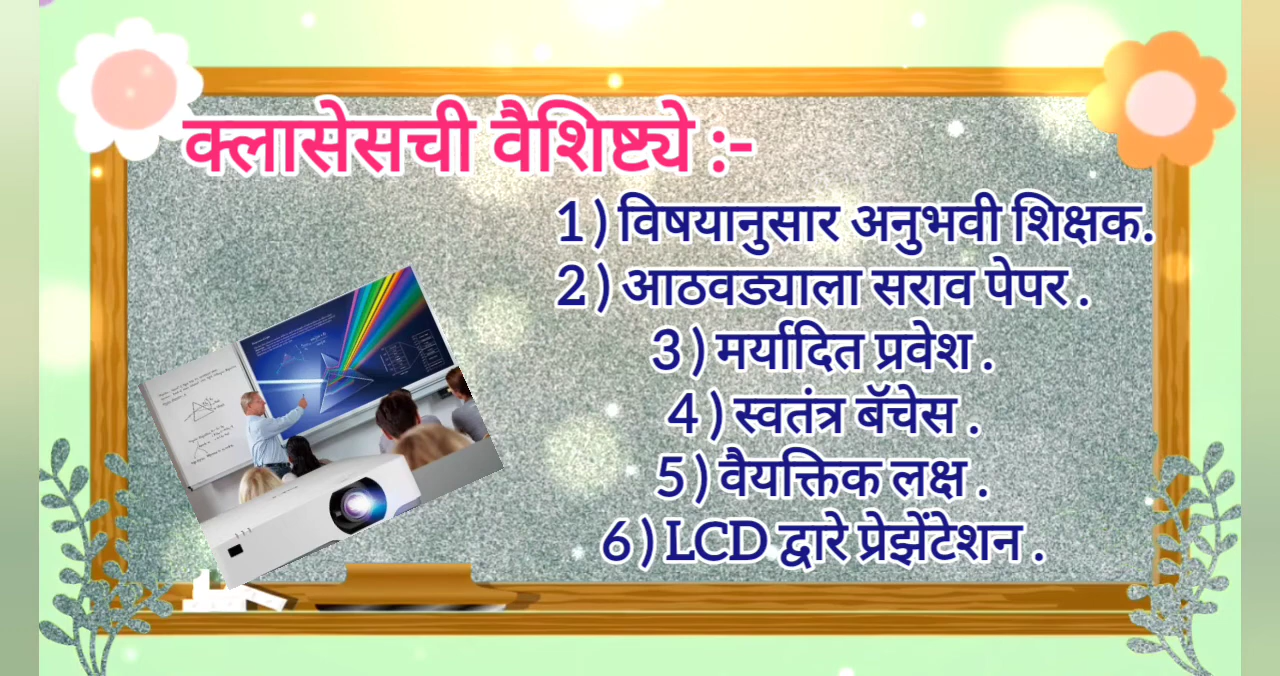 क्लासेसची वैशिष्ट्ये :-
1 ) विषयानुसार अनुभवी शिक्षक.
2 ) आठवड्याला सराव पेपर .
3 ) मर्यादित प्रवेश .
4 ) स्वतंत्र बॅचेस .
5 ) वैयक्तिक लक्ष .
6 ) LCD द्वारे प्रेझेंटेशन .